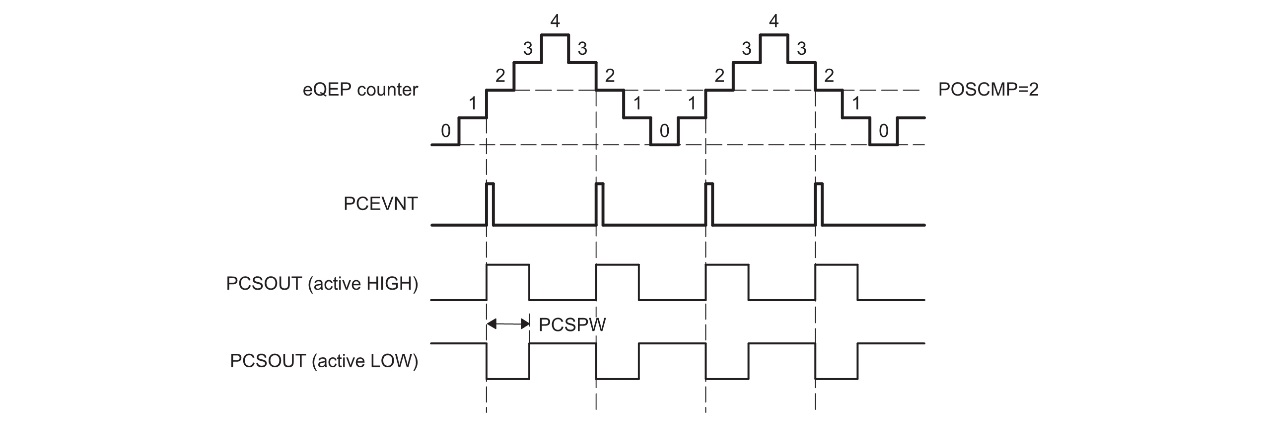 4 4
3 3 3 3
eQEP counter 2 2 2 2 POSCMP=2
1 1 1 1
0 0 0
PCEVNT
PCSOUT (active HIGH)
PCSPW
PCSOUT (active LOW)